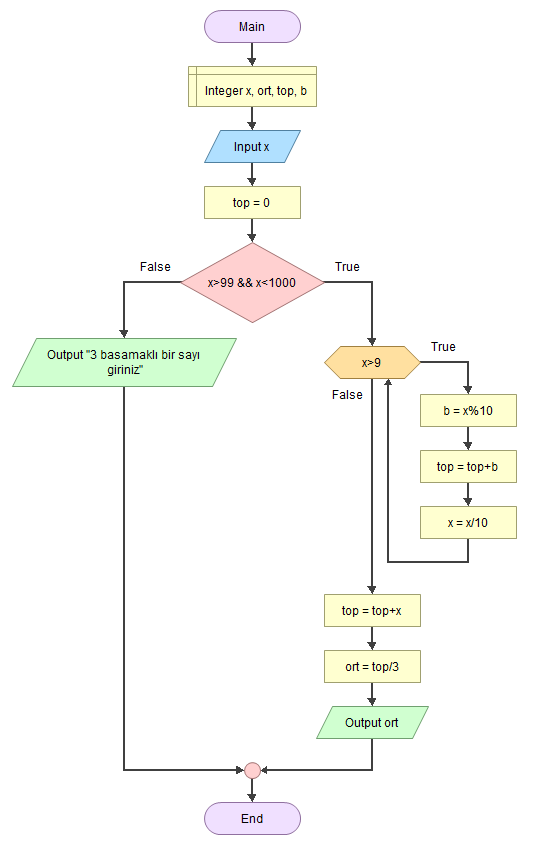 Main
Integer x, ort, top, b
Input x
top = 0
False
True
x>99 && x<1000
Output "3 basamaklı bir sayı
giriniz"
x>9
True
False
b = x%10
top = top+b
x = x/10
top = top+x
ort = top/3
Output ort
End